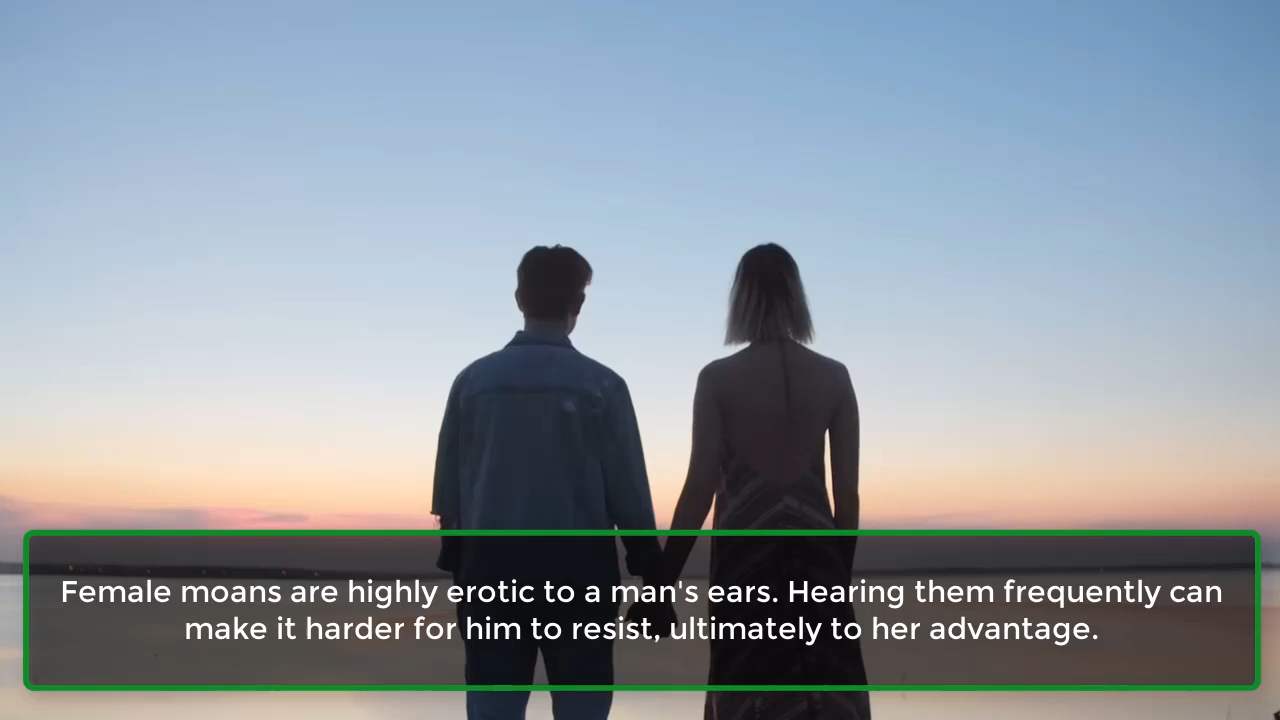 Female moans are highly erotic to a man's ears. Hearing them frequently can
make it harder for him to resist, ultimately to her advantage.